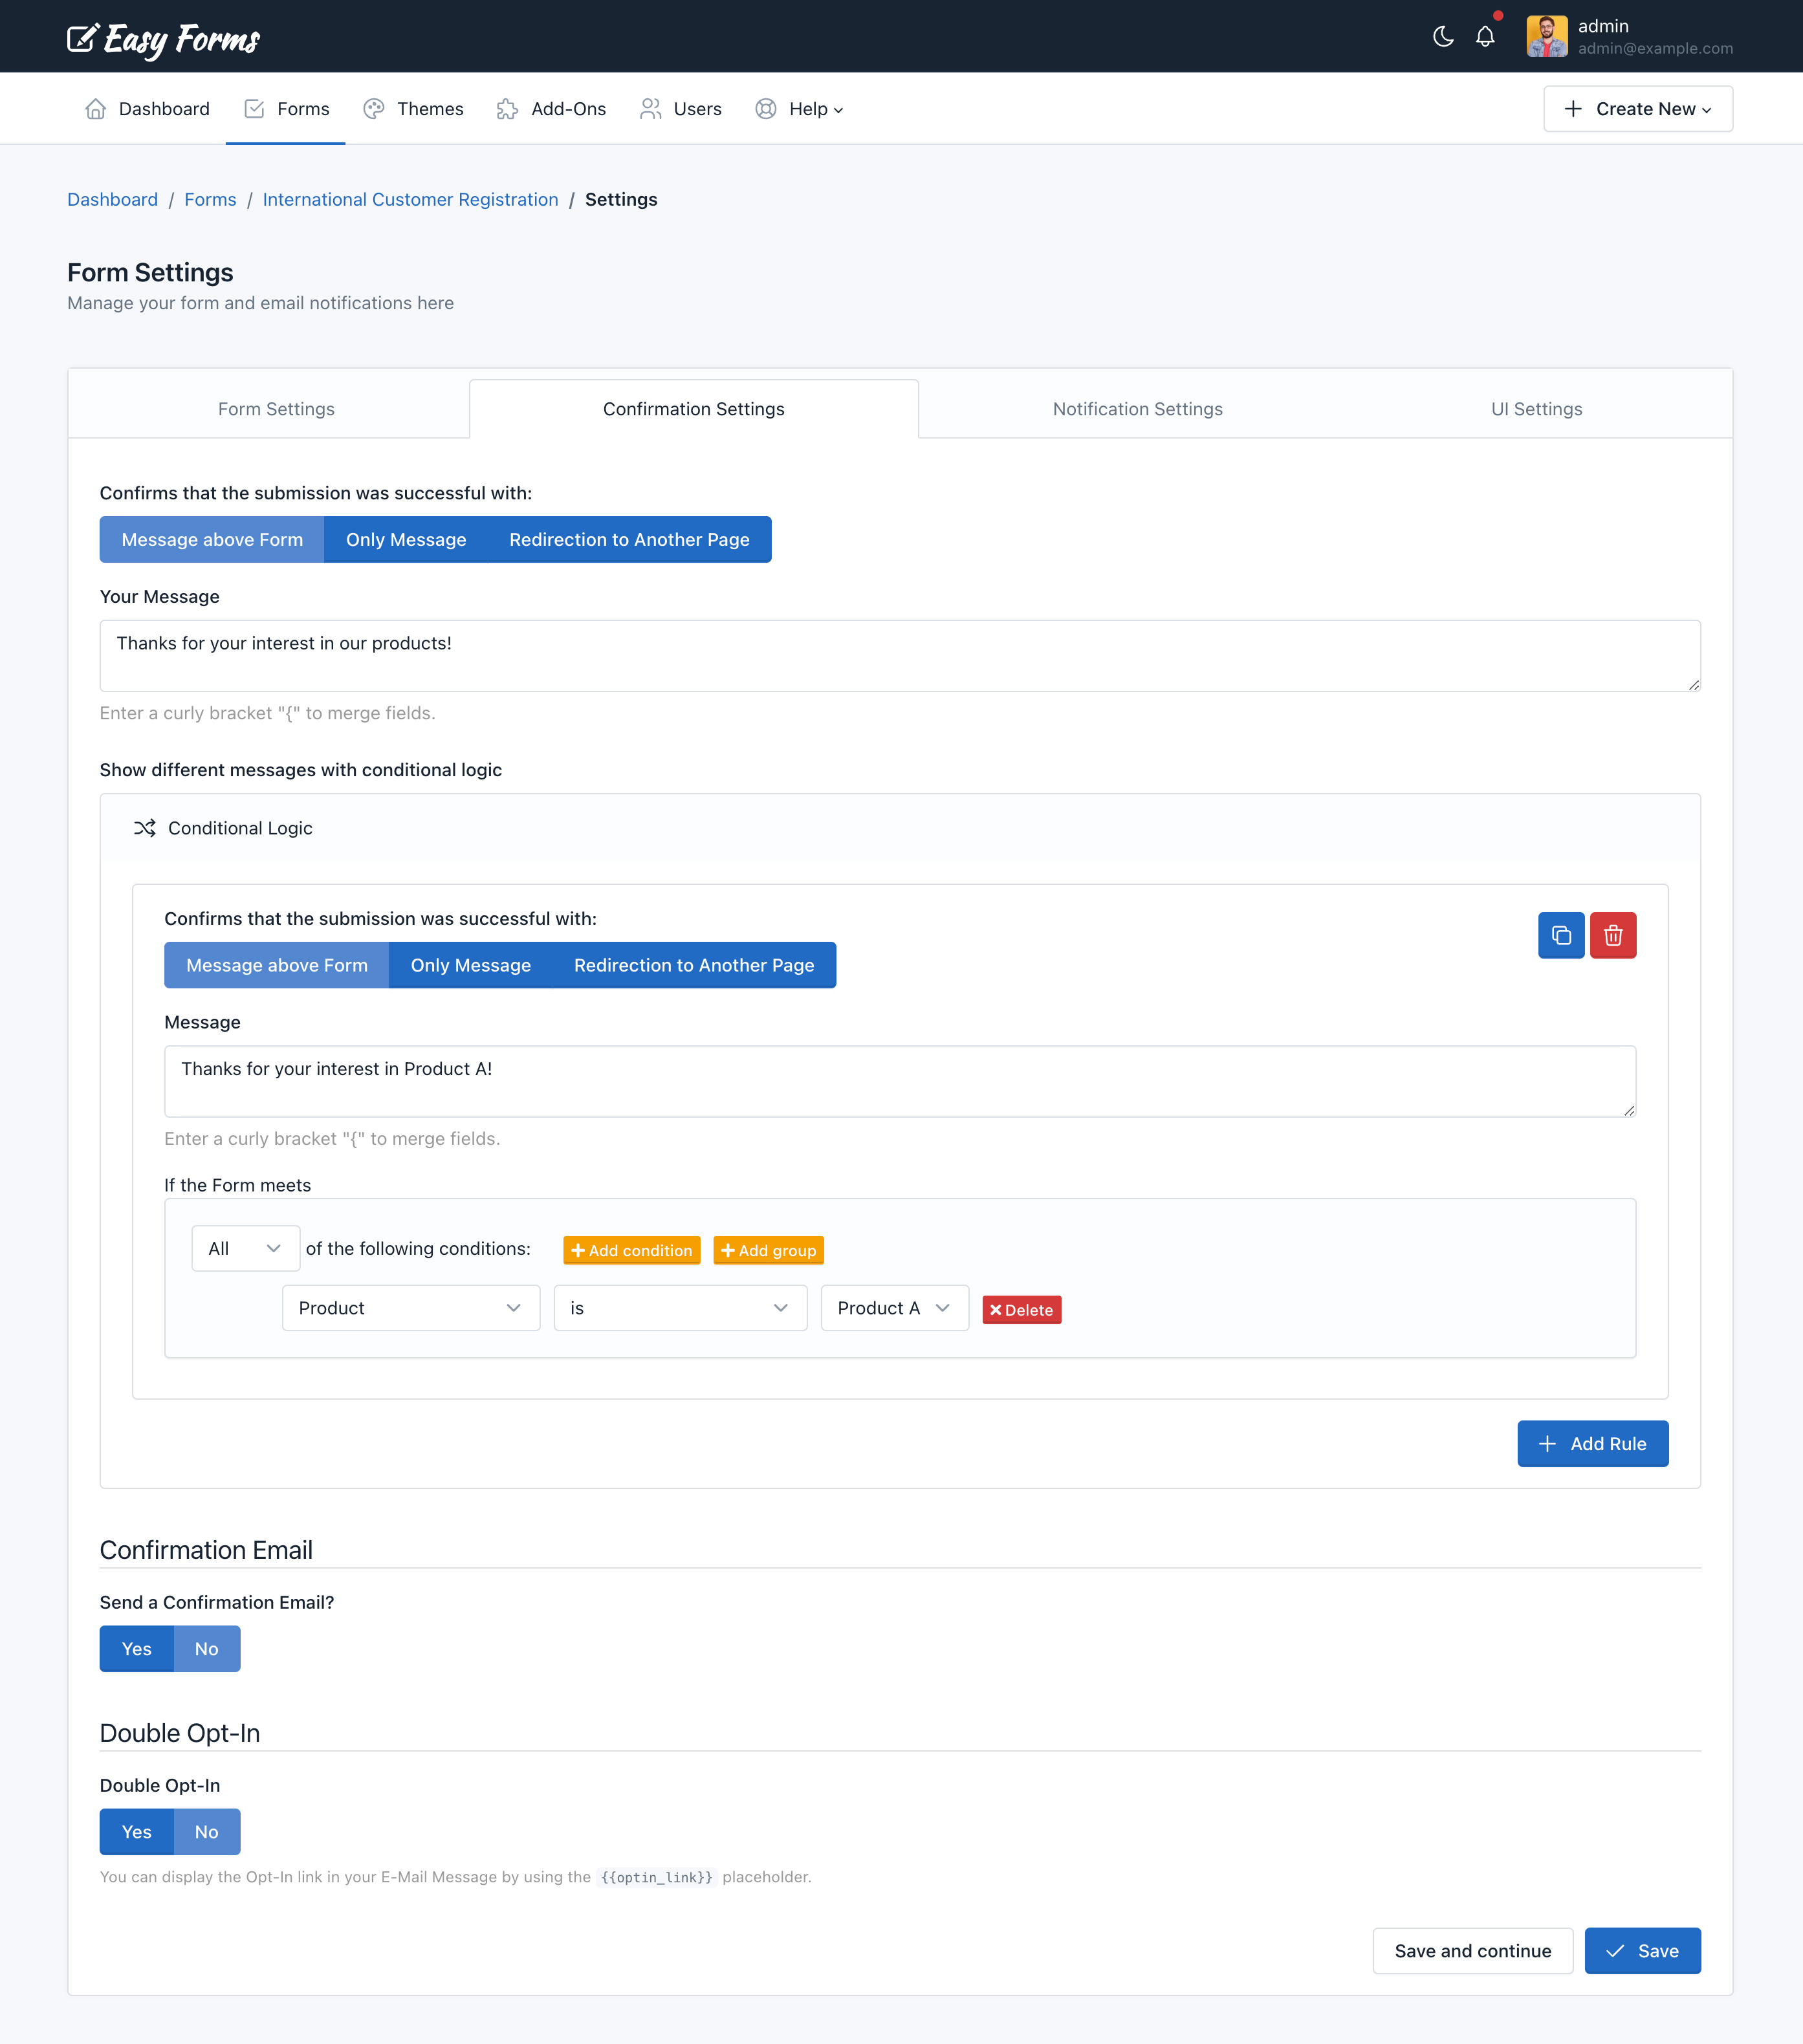 Easy Forms
admin
admin@example.com
Dashboard Forms Themes Add-Ons Users Help Create New
Dashboard / Forms / International Customer Registration / Settings
Form Settings
Manage your form and email notifications here
Form Settings Confirmation Settings Notification Settings UI Settings
Confirms that the submission was successful with:
Message above Form Only Message Redirection to Another Page
Your Message
Thanks for your interest in our products!
Enter a curly bracket "{" to merge fields.
Show different messages with conditional logic
Conditional Logic
Confirms that the submission was successful with:
Message above Form Only Message Redirection to Another Page
Message
Thanks for your interest in Product A!
Enter a curly bracket "{" to merge fields.
If the Form meets
All of the following conditions: Add condition Add group
Product is Product A Delete
Add Rule
Confirmation Email
Send a Confirmation Email?
Yes No
Double Opt-In
Double Opt-In
Yes No
You can display the Opt-In link in your E-Mail Message by using the {{optin_link}} placeholder.
Save and continue Save